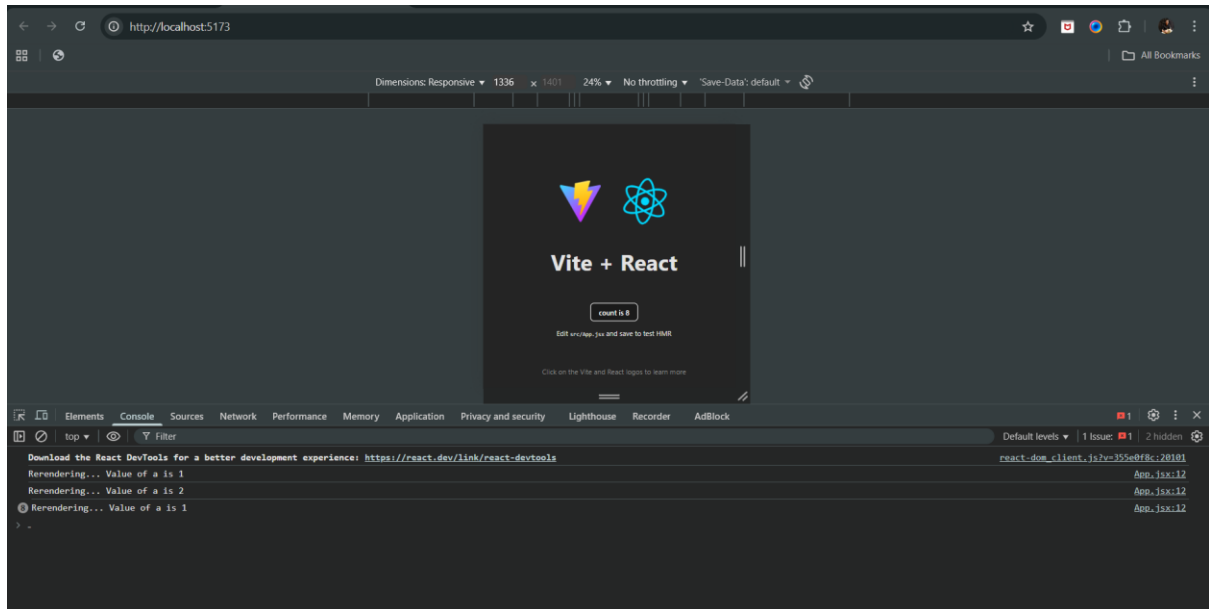 http://localhost:5173
All Bookmarks
Dimensions: Responsive 1336 x 1401 24% No throttling 'Save-Data': default
Vite + React
count is 8
Edit src/App.jsx and save to test HMR
Click on the Vite and React logos to learn more
Elements Console Sources Network Performance Memory Application Privacy and security Lighthouse Recorder AdBlock 1
top Filter Default levels 1 Issue: 1 2 hidden
Download the React DevTools for a better development experience: https://react.dev/link/react-devtools react-dom_client.js?v=355e0f8c:20101
Rerendering... Value of a is 1 App.jsx:12
Rerendering... Value of a is 2 App.jsx:12
8 Rerendering... Value of a is 1 App.jsx:12